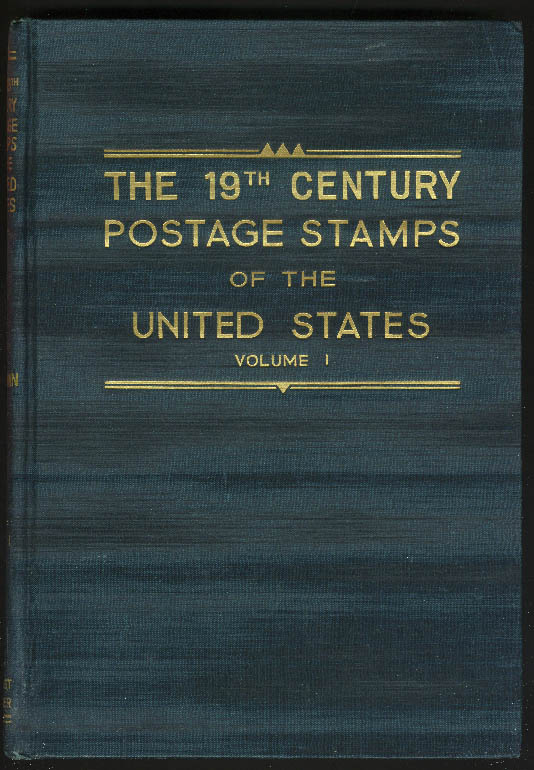 THE 19TH CENTURY
POSTAGE STAMPS
OF THE
UNITED STATES
VOLUME I